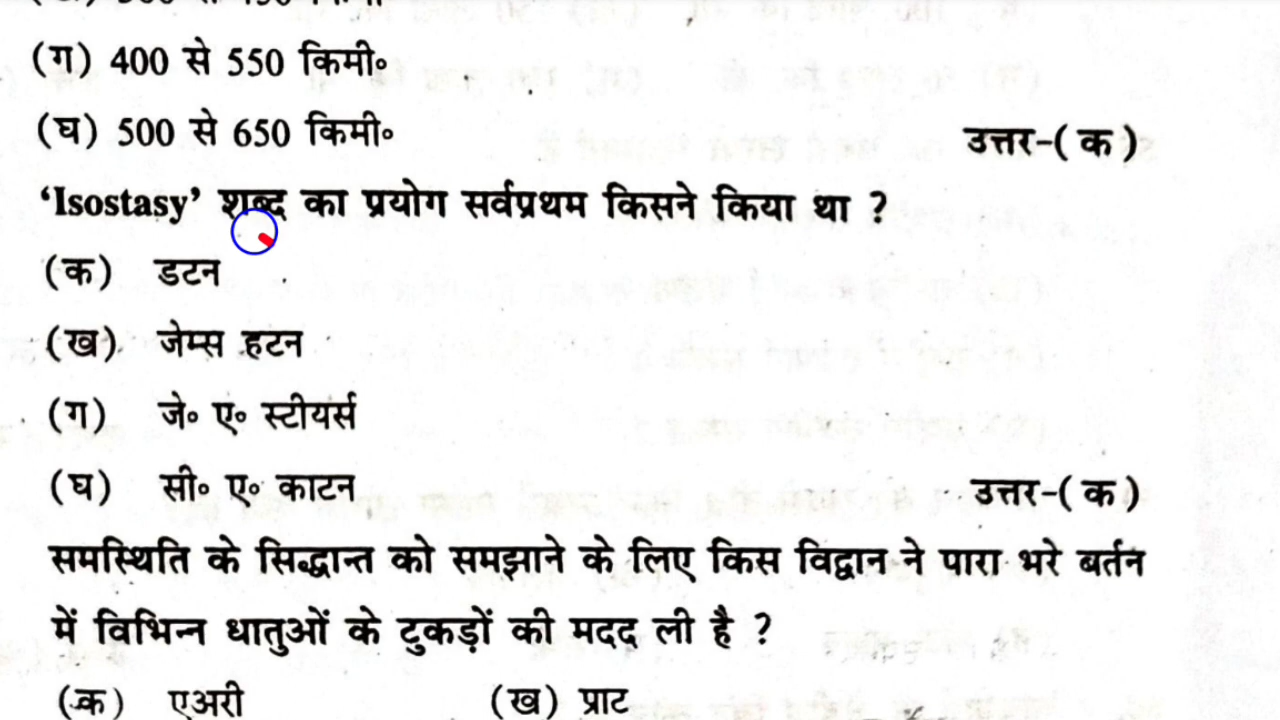 (ग) 400 से 550 किमी॰
(घ) 500 से 650 किमी॰ उत्तर-( क )
‘Isostasy’ शब्द का प्रयोग सर्वप्रथम किसने किया था ?
(क) डटन
(ख) जेम्स हटन
(ग) जे॰ ए॰ स्टीयर्स
(घ) सी॰ ए॰ काटन उत्तर-( क )
समस्थिति के सिद्धान्त को समझाने के लिए किस विद्वान ने पारा भरे बर्तन
में विभिन्न धातुओं के टुकड़ों की मदद ली है ?
(क) एअरी (ख) प्राट